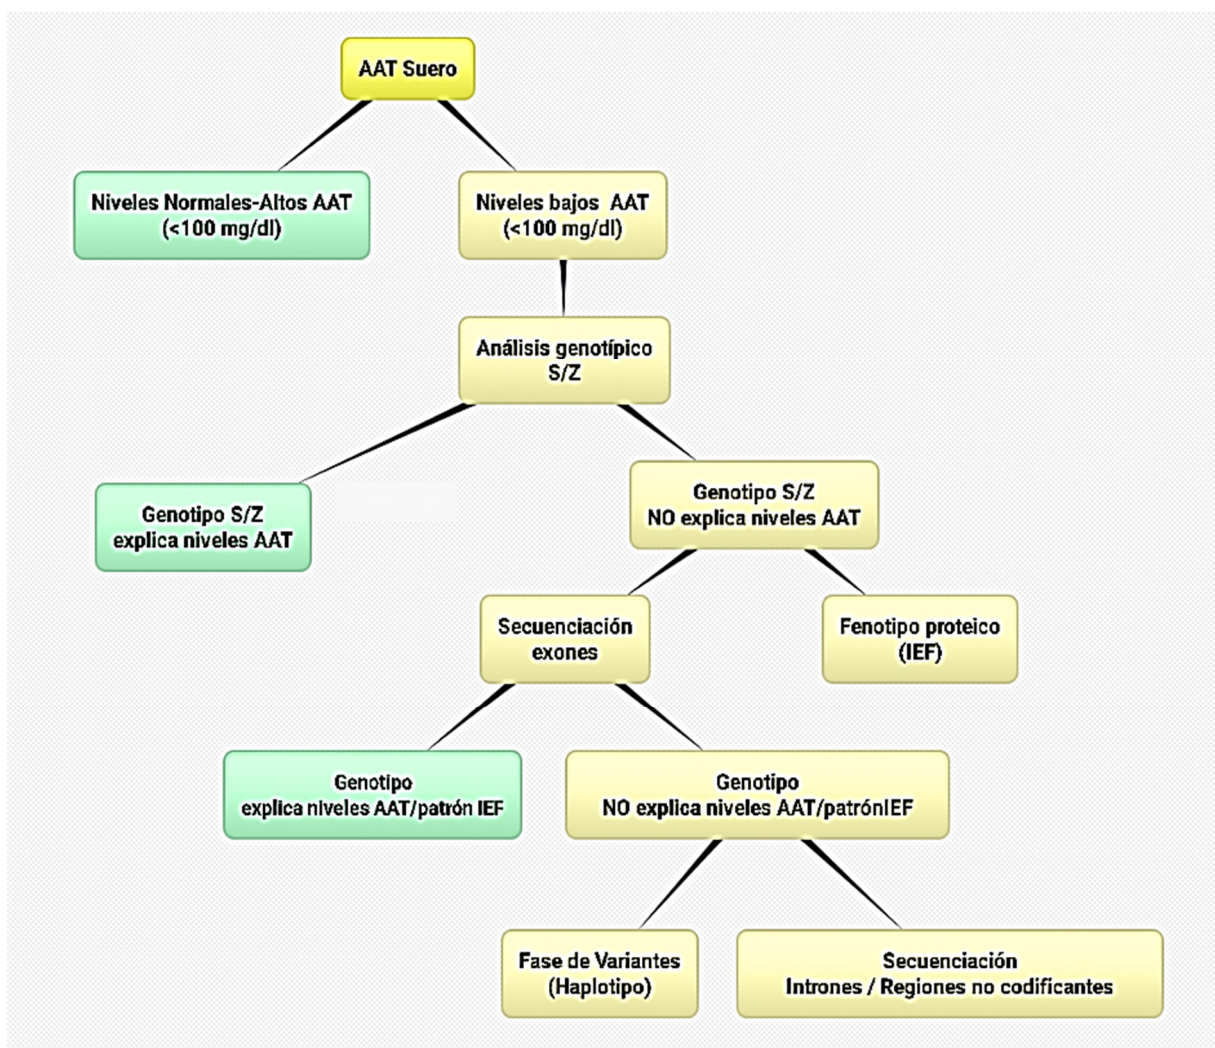 AAT Suero
Niveles Normales-Altos AAT
(<100 mg/dl)
Niveles bajos AAT
(<100 mg/dl)
Análisis genotípico
S/Z
Genotipo S/Z
explica niveles AAT
Genotipo S/Z
NO explica niveles AAT
Secuenciación
exones
Fenotipo proteico
(IEF)
Genotipo
explica niveles AAT/patrón IEF
Genotipo
NO explica niveles AAT/patrónIEF
Fase de Variantes
(Haplotipo)
Secuenciación
Intrones / Regiones no codificantes